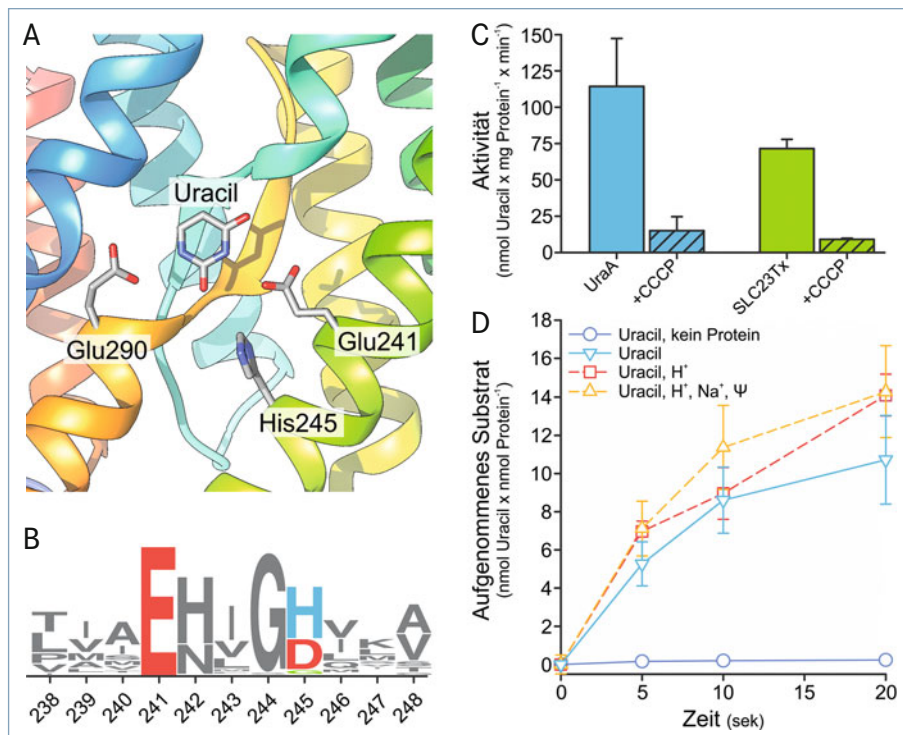 A
Uracil
Glu290
Glu241
His245
B
E
H
N
G
H
D
238 239 240 241 242 243 244 245 246 247 248
C
Aktivität
(nmol Uracil x mg Protein⁻¹ x min⁻¹)
150
125
100
75
50
25
0
UraA
+CCCP
SLC23Tx
+CCCP
D
Uracil, kein Protein
Uracil
Uracil, H⁺
Uracil, H⁺, Na⁺, Ψ
Aufgenommenes Substrat
(nmol Uracil x nmol Protein⁻¹)
18
16
14
12
10
8
6
4
2
0
0 5 10 15 20
Zeit (sek)